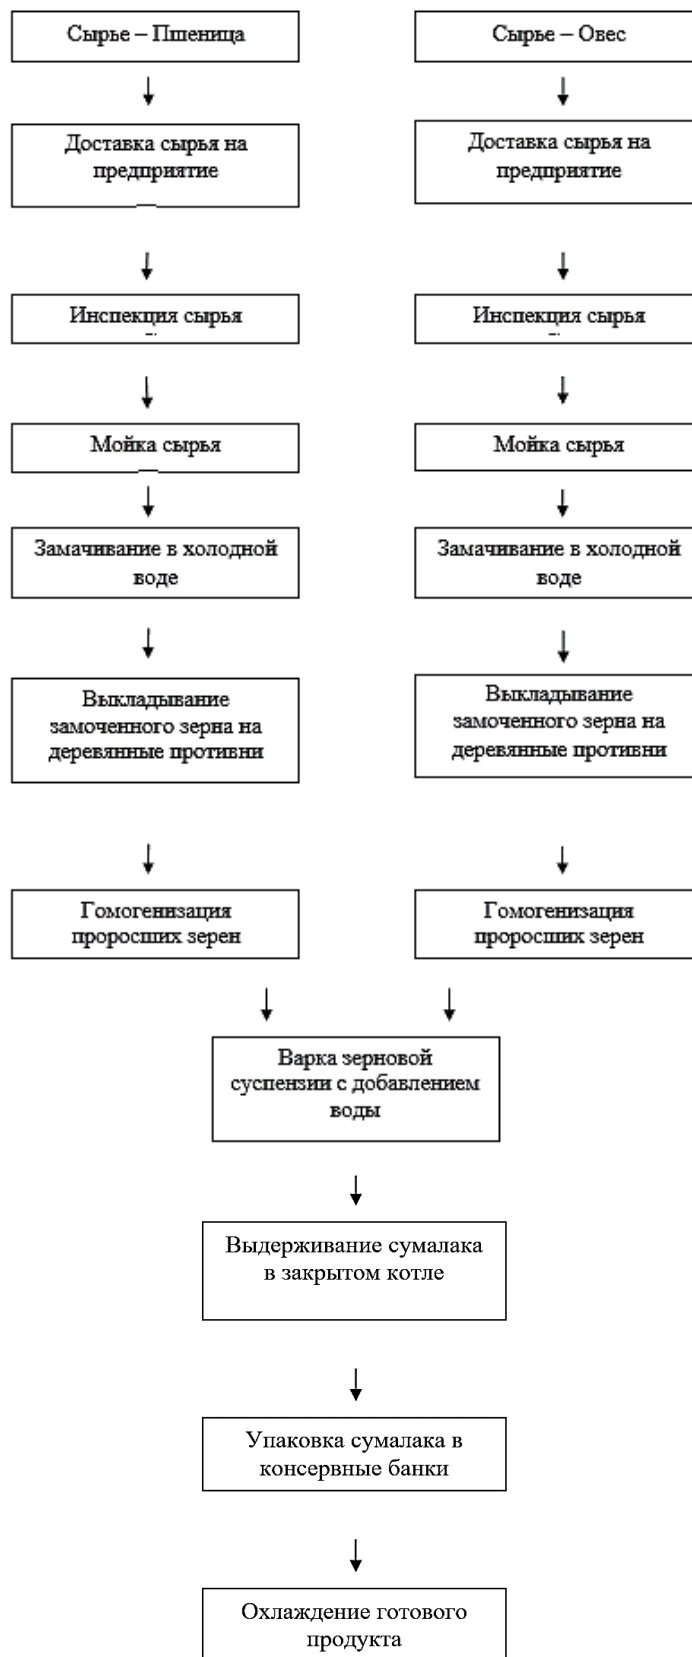 Сырье – Пшеница
Сырье – Овес
Доставка сырья на
предприятие
Доставка сырья на
предприятие
Инспекция сырья
Инспекция сырья
Мойка сырья
Мойка сырья
Замачивание в холодной
воде
Замачивание в холодной
воде
Выкладывание
замоченного зерна на
деревянные противни
Выкладывание
замоченного зерна на
деревянные противни
Гомогенизация
проросших зерен
Гомогенизация
проросших зерен
Варка зерновой
суспензии с добавлением
воды
Выдерживание сумалака
в закрытом котле
Упаковка сумалака в
консервные банки
Охлаждение готового
продукта